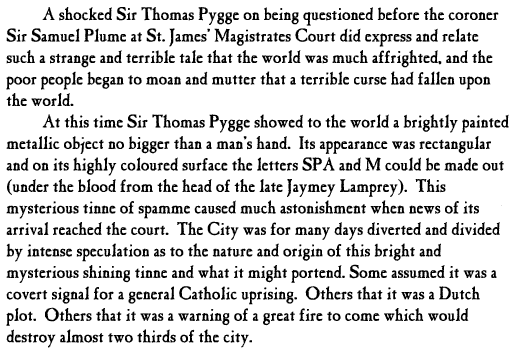 A shocked Sir Thomas Pygge on being questioned before the coroner
Sir Samuel Plume at St. James' Magistrates Court did express and relate
such a strange and terrible tale that the world was much affrighted, and the
poor people began to moan and mutter that a terrible curse had fallen upon
the world.
At this time Sir Thomas Pygge showed to the world a brightly painted
metallic object no bigger than a man's hand. Its appearance was rectangular
and on its highly coloured surface the letters SPA and M could be made out
(under the blood from the head of the late Jaymey Lamprey). This
mysterious tinne of spamme caused much astonishment when news of its
arrival reached the court. The City was for many days diverted and divided
by intense speculation as to the nature and origin of this bright and
mysterious shining tinne and what it might portend. Some assumed it was a
covert signal for a general Catholic uprising. Others that it was a Dutch
plot. Others that it was a warning of a great fire to come which would
destroy almost two thirds of the city.